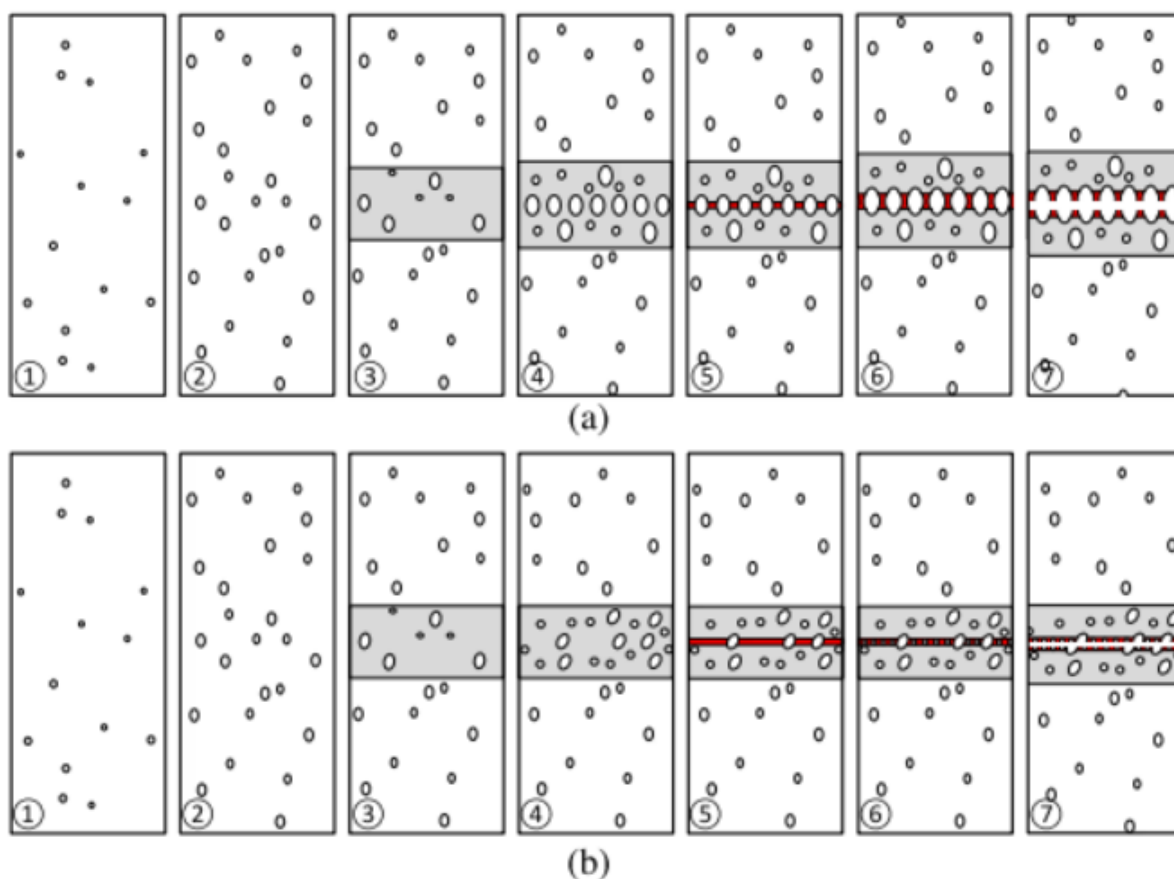 ① ② ③ ④ ⑤ ⑥ ⑦
(a)
① ② ③ ④ ⑤ ⑥ ⑦
(b)